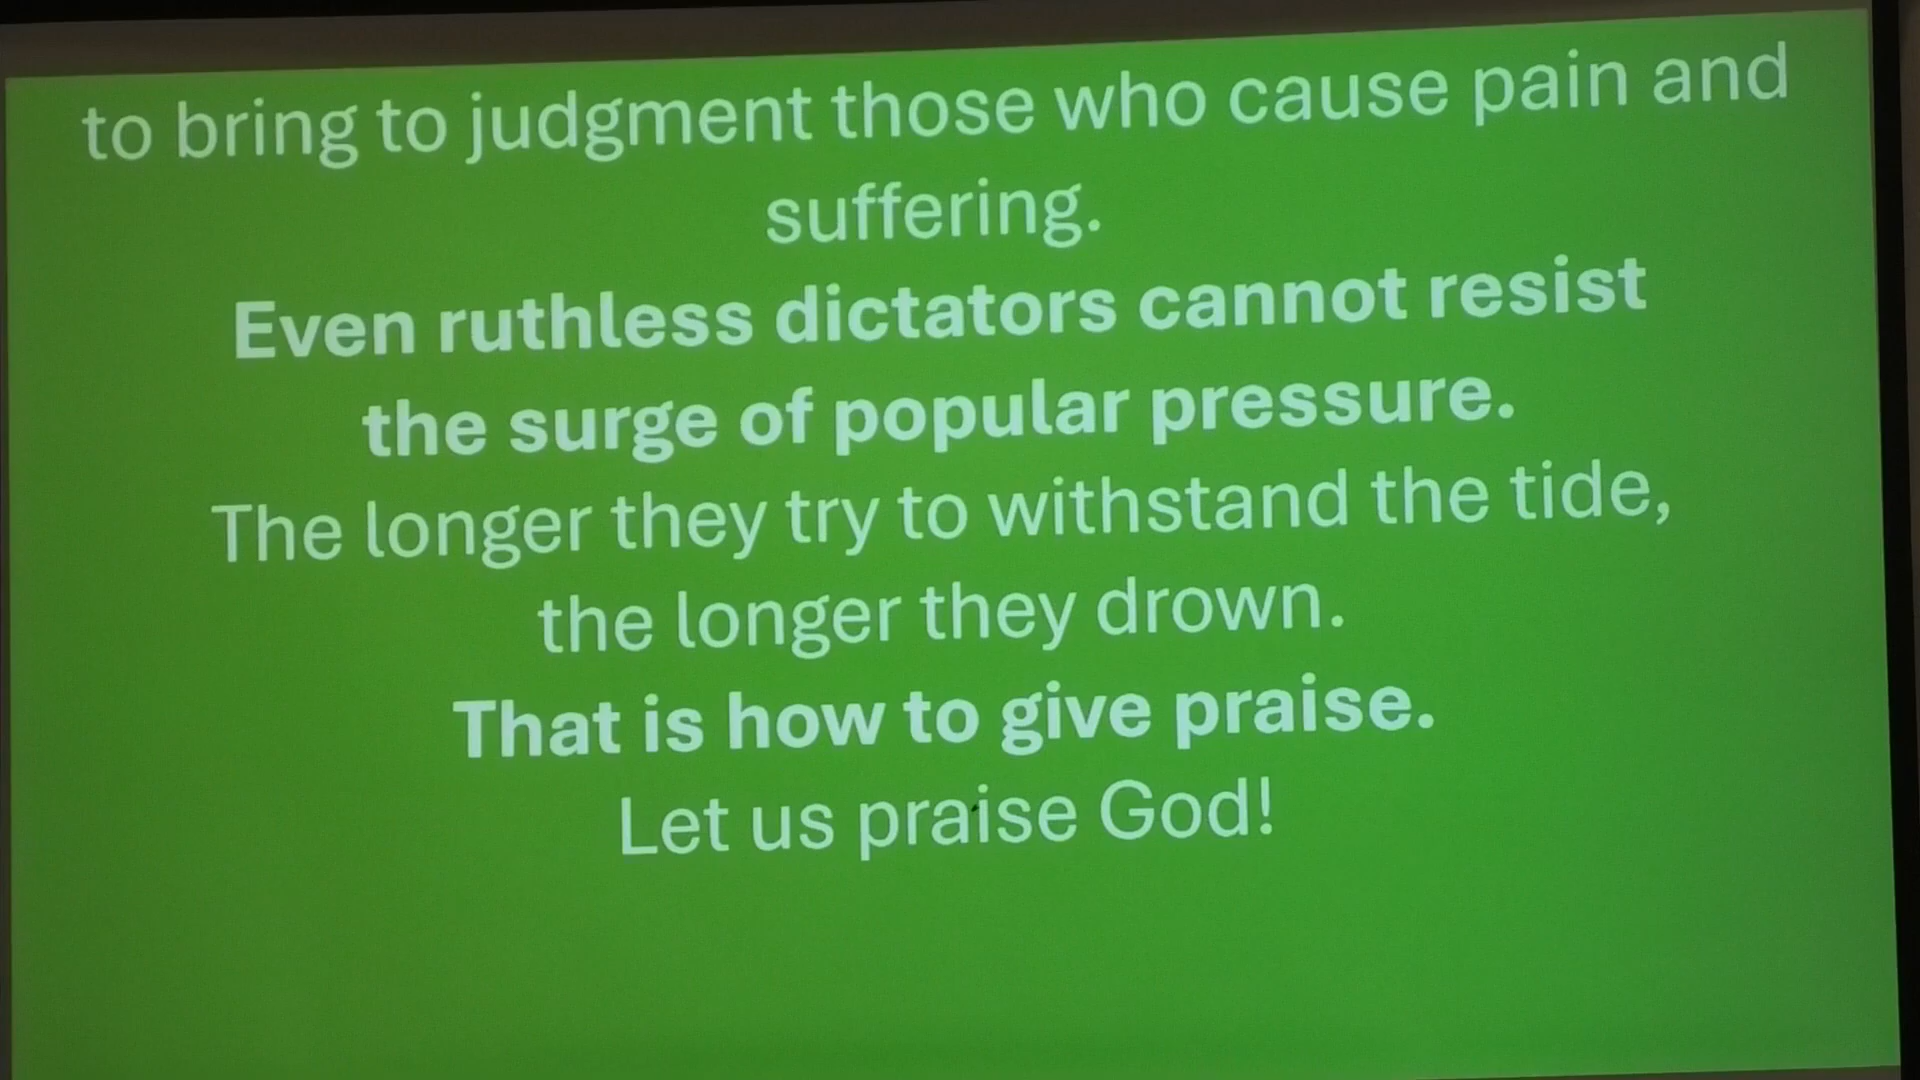 to bring to judgment those who cause pain and
suffering.
Even ruthless dictators cannot resist
the surge of popular pressure.
The longer they try to withstand the tide,
the longer they drown.
That is how to give praise.
Let us praise God!